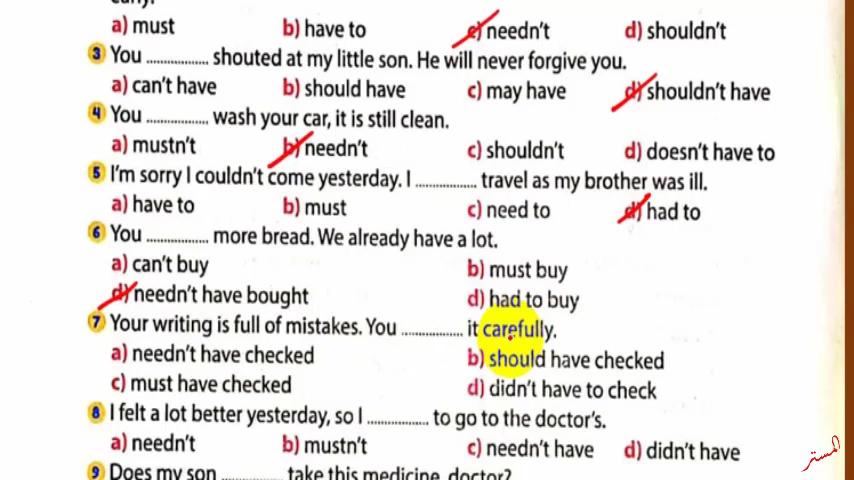 a) must b) have to c) needn't d) shouldn't
3 You ................. shouted at my little son. He will never forgive you.
a) can't have b) should have c) may have d) shouldn't have
4 You ................. wash your car, it is still clean.
a) mustn't b) needn't c) shouldn't d) doesn't have to
5 I'm sorry I couldn't come yesterday. I ................. travel as my brother was ill.
a) have to b) must c) need to d) had to
6 You ................. more bread. We already have a lot.
a) can't buy b) must buy
d) needn't have bought d) had to buy
7 Your writing is full of mistakes. You ................. it carefully.
a) needn't have checked b) should have checked
c) must have checked d) didn't have to check
8 I felt a lot better yesterday, so I ................. to go to the doctor's.
a) needn't b) mustn't c) needn't have d) didn't have
9 Does my son ................. take this medicine, doctor?
المستر